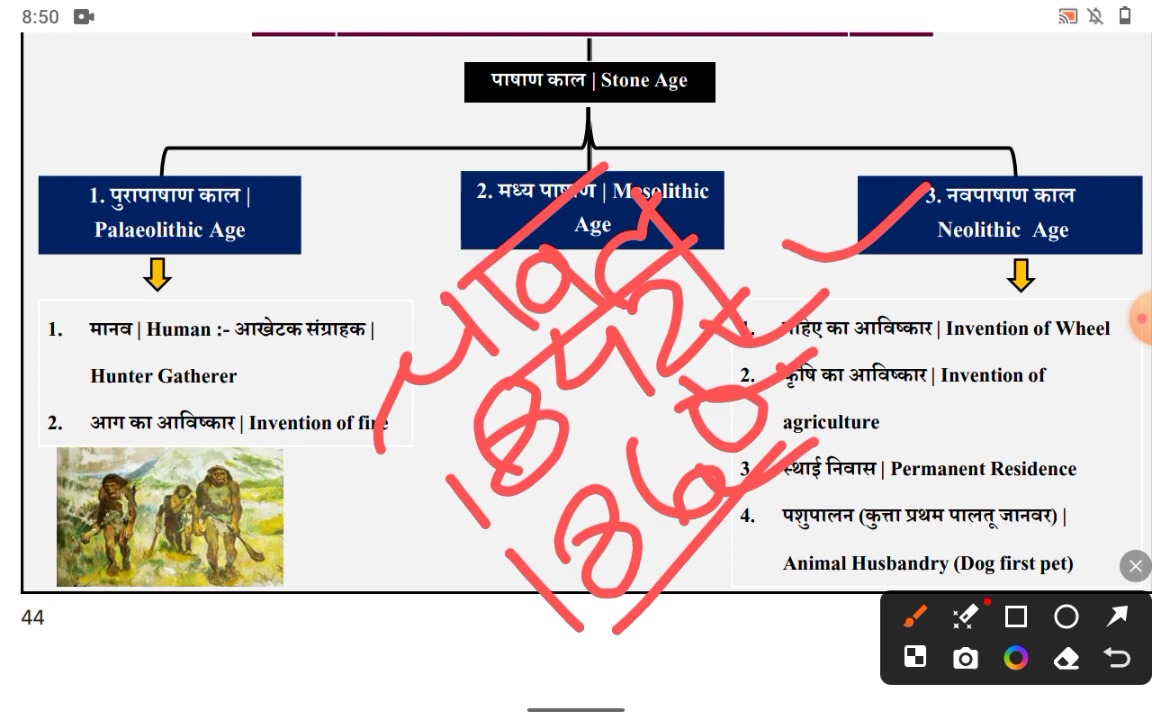 8:50
पाषाण काल | Stone Age
1. पुरापाषाण काल |
Palaeolithic Age
2. मध्य पाषाण | Mesolithic
Age
3. नवपाषाण काल
Neolithic Age
1. मानव | Human :- आखेटक संग्राहक |
Hunter Gatherer
2. आग का आविष्कार | Invention of fire
1. पहिए का आविष्कार | Invention of Wheel
2. कृषि का आविष्कार | Invention of
agriculture
3. स्थाई निवास | Permanent Residence
4. पशुपालन (कुत्ता प्रथम पालतू जानवर) |
Animal Husbandry (Dog first pet)
44